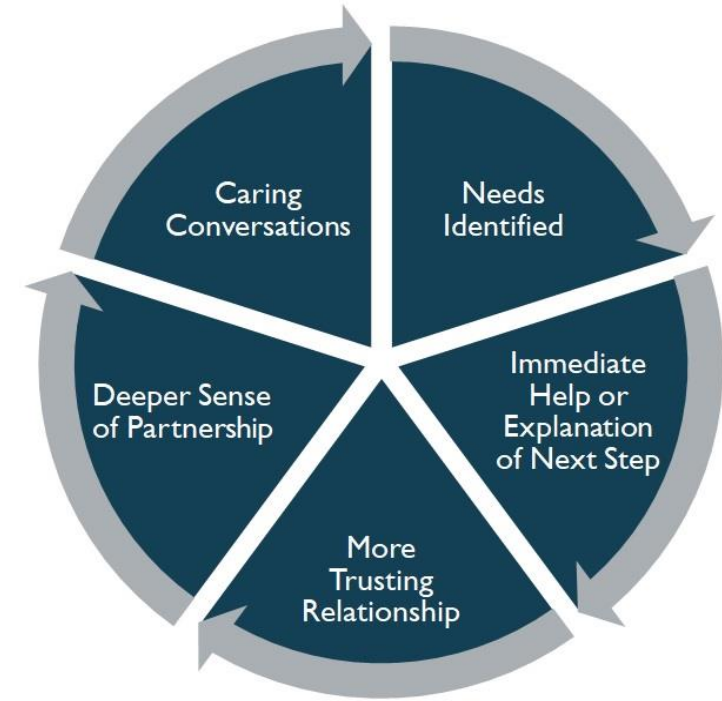 Caring
Conversations
Needs
Identified
Immediate
Help or
Explanation
of Next Step
More
Trusting
Relationship
Deeper Sense
of Partnership